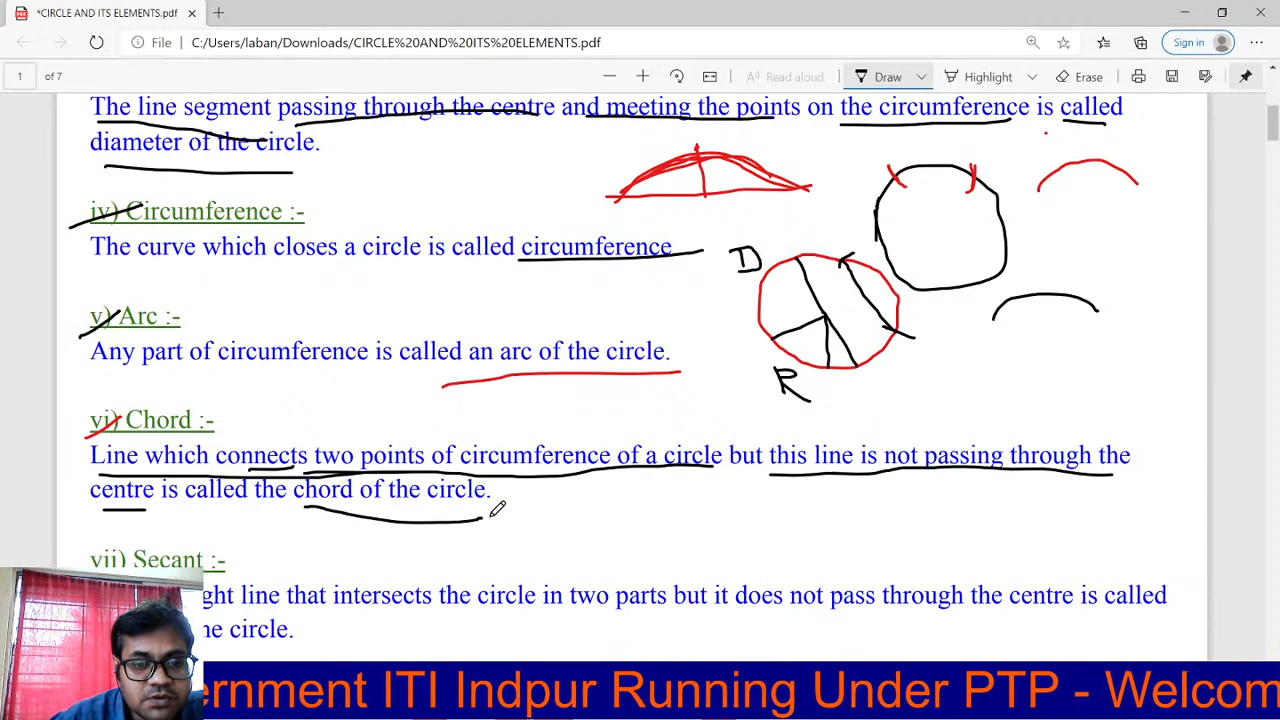 *CIRCLE AND ITS ELEMENTS.pdf
File C:/Users/laban/Downloads/CIRCLE%20AND%20ITS%20ELEMENTS.pdf Sign in
1 of 7 Read aloud Draw Highlight Erase
The line segment passing through the centre and meeting the points on the circumference is called
diameter of the circle.
iv) Circumference :-
The curve which closes a circle is called circumference
D
v) Arc :-
Any part of circumference is called an arc of the circle.
R
vi) Chord :-
Line which connects two points of circumference of a circle but this line is not passing through the
centre is called the chord of the circle.
vii) Secant :-
ght line that intersects the circle in two parts but it does not pass through the centre is called
he circle.
ernment ITI Indpur Running Under PTP - Welcom